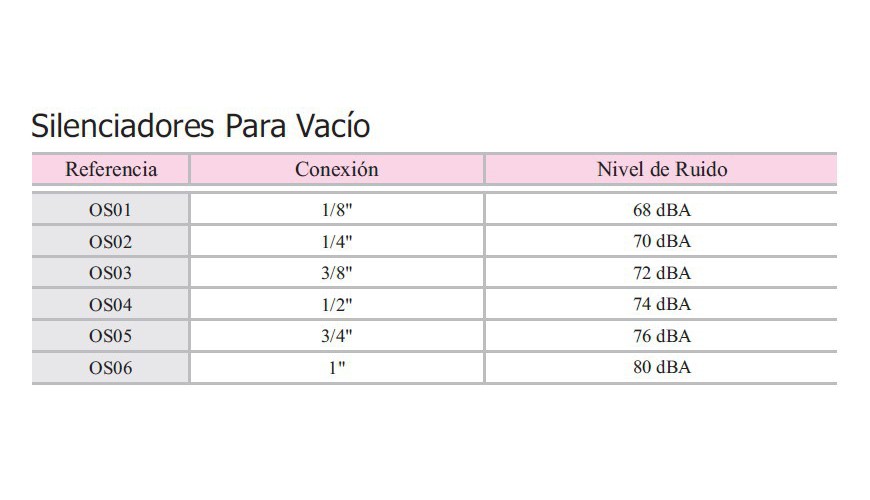 Silenciadores Para Vacío
Referencia Conexión Nivel de Ruido
OS01 1/8" 68 dBA
OS02 1/4" 70 dBA
OS03 3/8" 72 dBA
OS04 1/2" 74 dBA
OS05 3/4" 76 dBA
OS06 1" 80 dBA